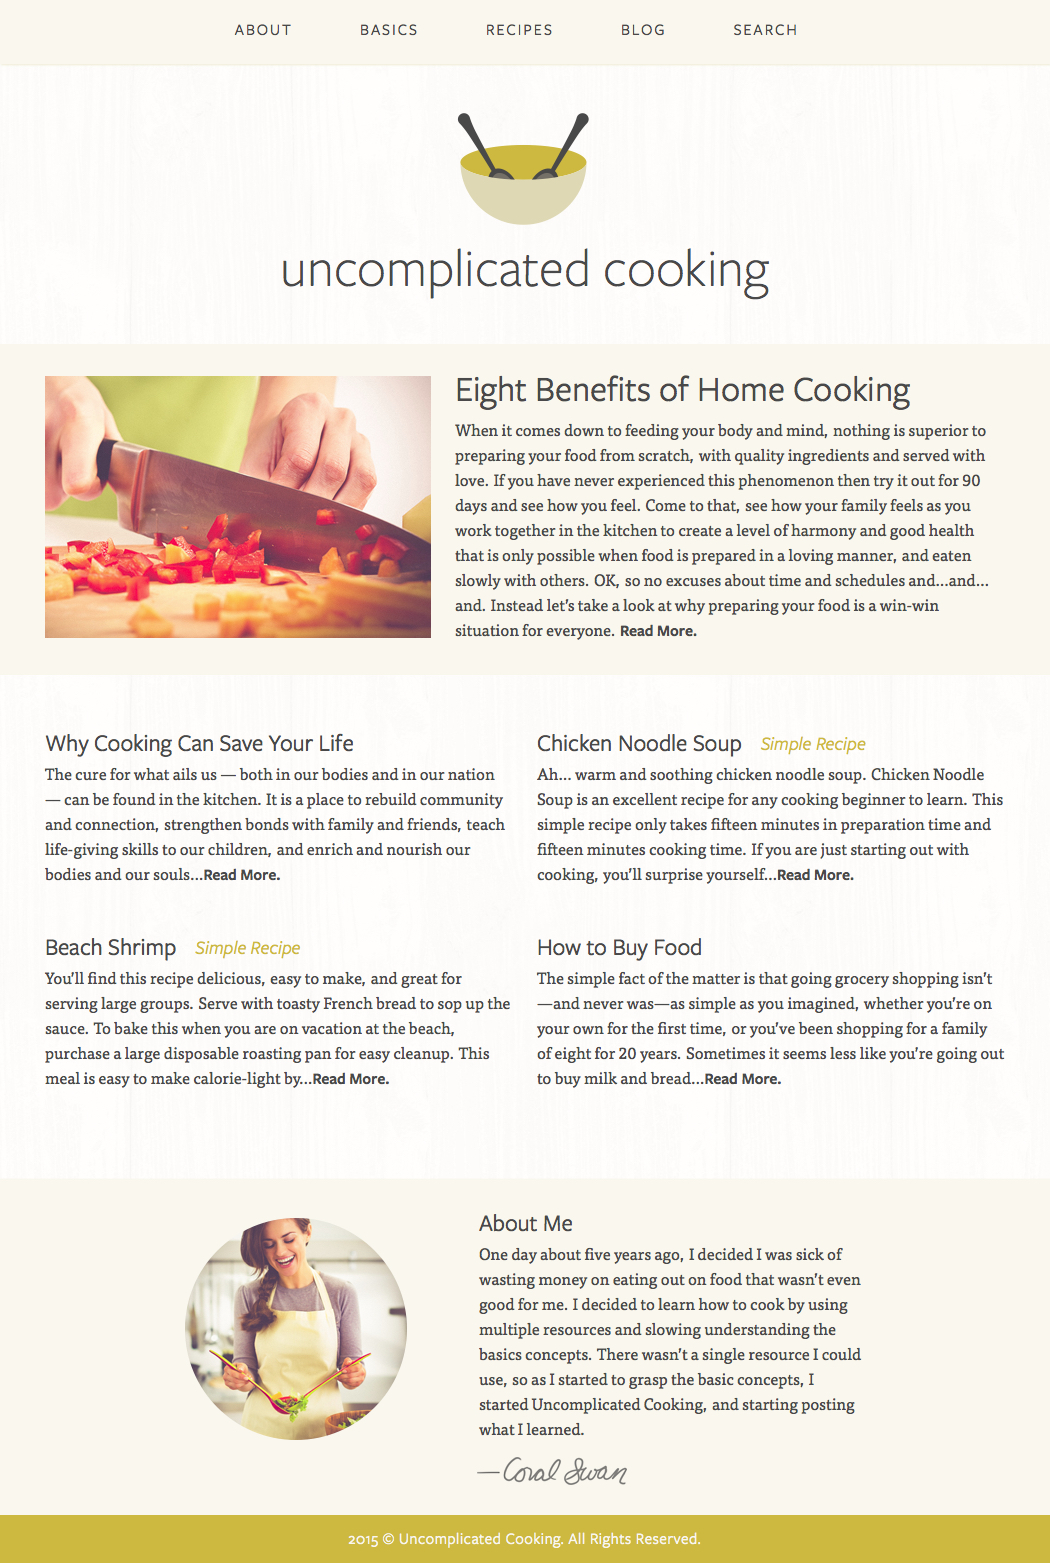 ABOUT BASICS RECIPES BLOG SEARCH
uncomplicated cooking
Eight Benefits of Home Cooking
When it comes down to feeding your body and mind, nothing is superior to
preparing your food from scratch, with quality ingredients and served with
love. If you have never experienced this phenomenon then try it out for 90
days and see how you feel. Come to that, see how your family feels as you
work together in the kitchen to create a level of harmony and good health
that is only possible when food is prepared in a loving manner, and eaten
slowly with others. OK, so no excuses about time and schedules and...and...
and. Instead let's take a look at why preparing your food is a win-win
situation for everyone. Read More.
Why Cooking Can Save Your Life
The cure for what ails us — both in our bodies and in our nation
— can be found in the kitchen. It is a place to rebuild community
and connection, strengthen bonds with family and friends, teach
life-giving skills to our children, and enrich and nourish our
bodies and our souls...Read More.
Chicken Noodle Soup Simple Recipe
Ah... warm and soothing chicken noodle soup. Chicken Noodle
Soup is an excellent recipe for any cooking beginner to learn. This
simple recipe only takes fifteen minutes in preparation time and
fifteen minutes cooking time. If you are just starting out with
cooking, you'll surprise yourself...Read More.
Beach Shrimp Simple Recipe
You'll find this recipe delicious, easy to make, and great for
serving large groups. Serve with toasty French bread to sop up the
sauce. To bake this when you are on vacation at the beach,
purchase a large disposable roasting pan for easy cleanup. This
meal is easy to make calorie-light by...Read More.
How to Buy Food
The simple fact of the matter is that going grocery shopping isn't
—and never was—as simple as you imagined, whether you're on
your own for the first time, or you've been shopping for a family
of eight for 20 years. Sometimes it seems less like you're going out
to buy milk and bread...Read More.
About Me
One day about five years ago, I decided I was sick of
wasting money on eating out on food that wasn't even
good for me. I decided to learn how to cook by using
multiple resources and slowing understanding the
basics concepts. There wasn't a single resource I could
use, so as I started to grasp the basic concepts, I
started Uncomplicated Cooking, and starting posting
what I learned.
—Coral Swan
2015 © Uncomplicated Cooking. All Rights Reserved.